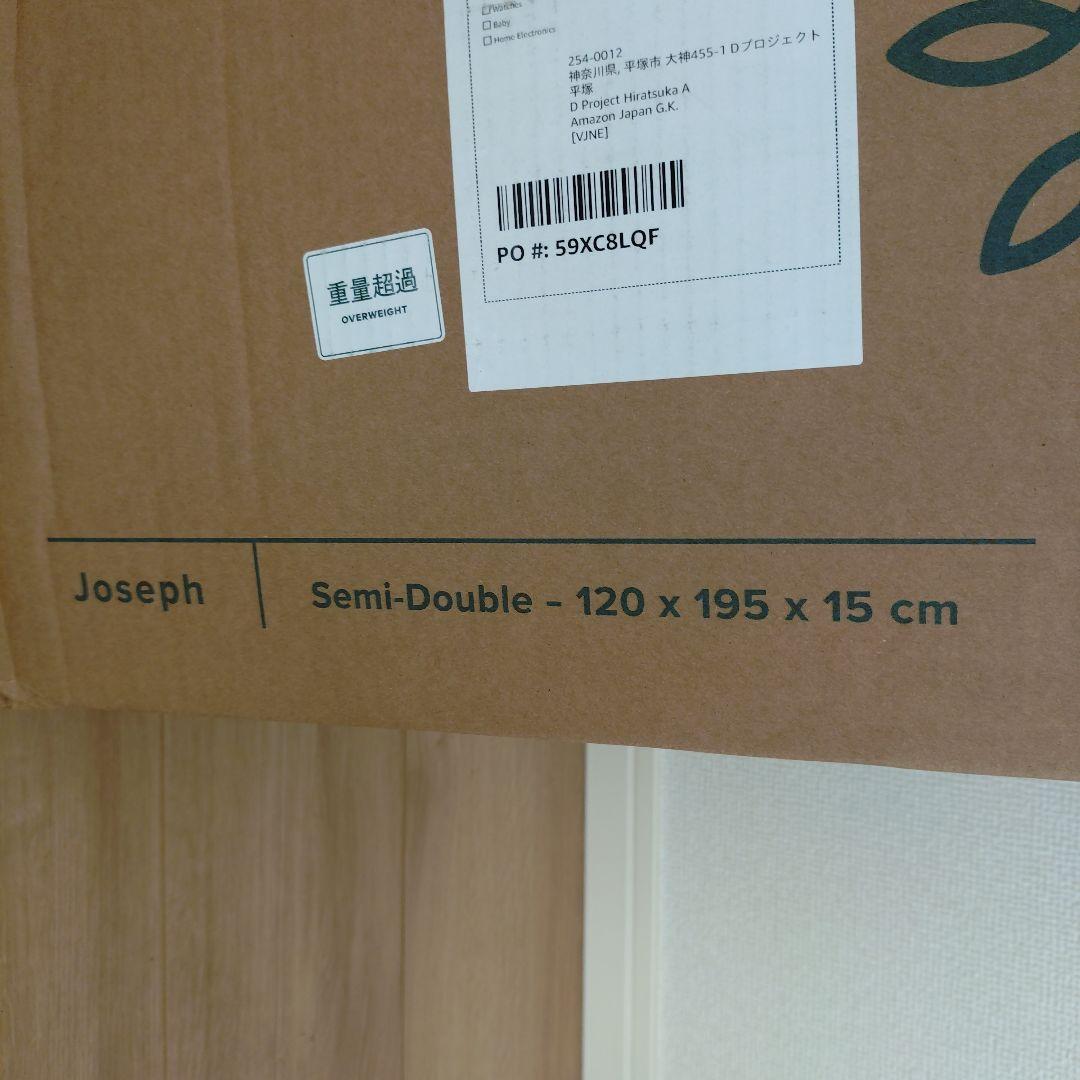 Watches
Baby
Home Electronics
254-0012
神奈川県, 平塚市 大神455-1 Dプロジェクト
平塚
D Project Hiratsuka A
Amazon Japan G.K.
[VJNE]
PO #: 59XC8LQF
重量超過
OVERWEIGHT
Joseph
Semi-Double - 120 x 195 x 15 cm